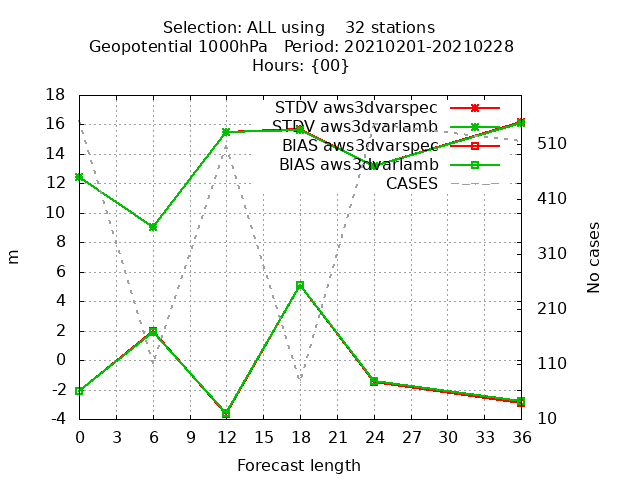 Selection: ALL using    32 stations
Geopotential 1000hPa   Period: 20210201-20210228
Hours: {00}
STDV aws3dvarspec
STDV aws3dvarlamb
BIAS aws3dvarspec
BIAS aws3dvarlamb
CASES
18
16
14
12
10
8
6
4
2
0
-2
-4
m
510
410
310
210
110
10
No cases
0 3 6 9 12 15 18 21 24 27 30 33 36
Forecast length